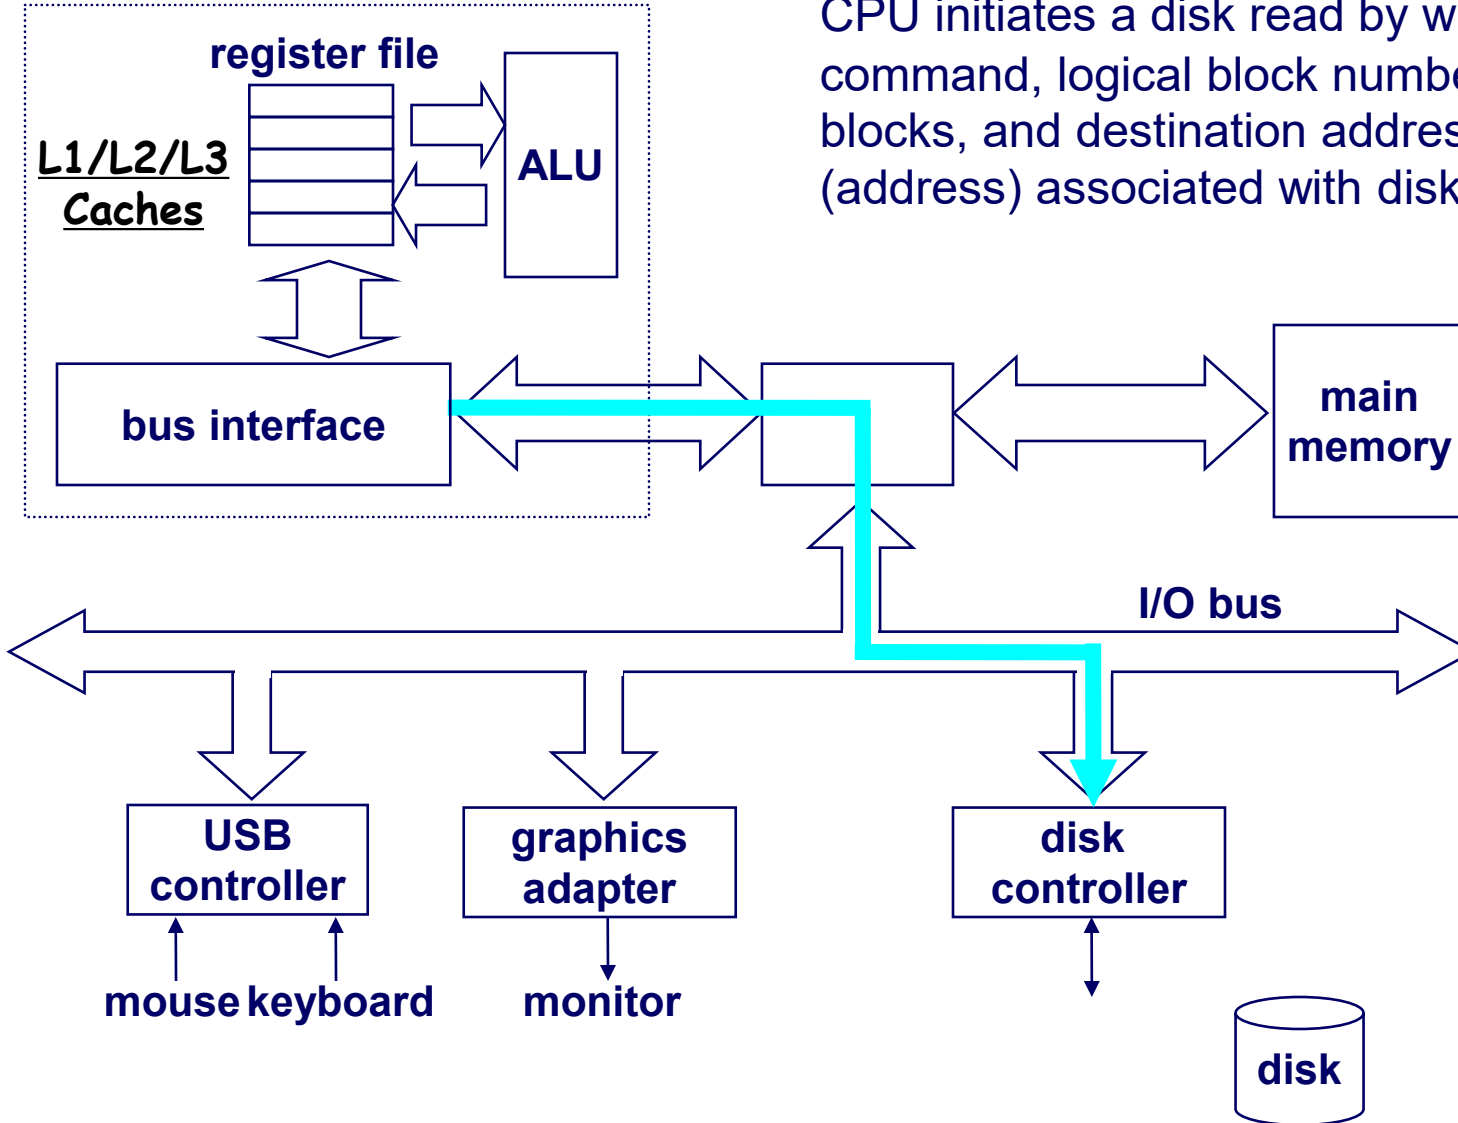 CPU initiates a disk read by w
command, logical block numbe
blocks, and destination addres
(address) associated with disk
register file
L1/L2/L3
Caches
ALU
bus interface
main
memory
I/O bus
USB
controller
graphics
adapter
disk
controller
mouse keyboard
monitor
disk